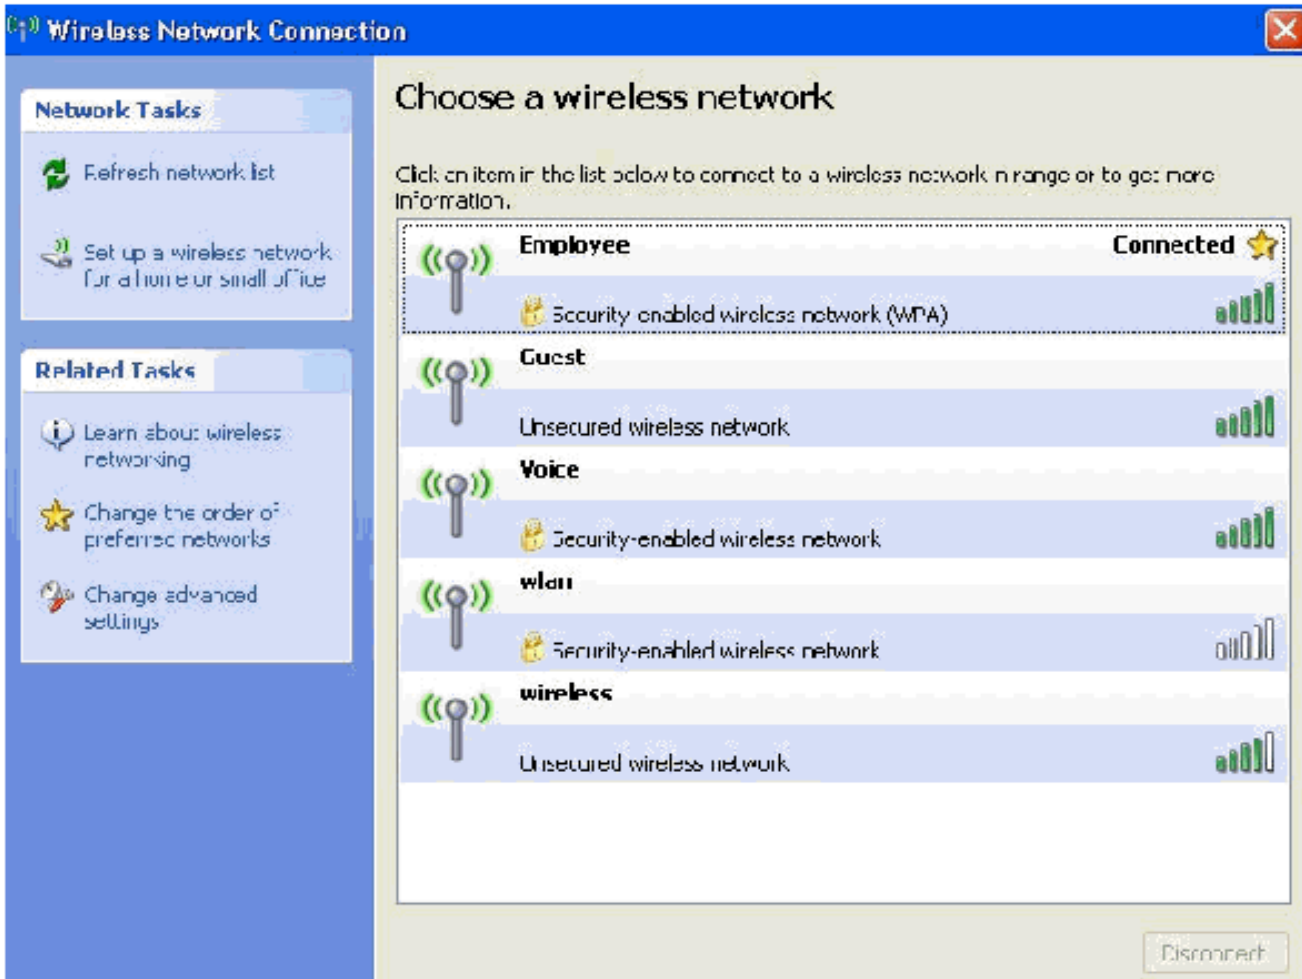 Wireless Network Connection
Network Tasks
Refresh network list
Set up a wireless network
for a home or small office
Related Tasks
Learn about wireless
networking
Change the order of
preferred networks
Change advanced
settings
Choose a wireless network
Click an item in the list below to connect to a wireless network in range or to get more
information.
Employee Connected
Security-enabled wireless network (WPA)
Guest
Unsecured wireless network
Voice
Security-enabled wireless network
wlan
Security-enabled wireless network
wireless
Unsecured wireless network
Disconnect